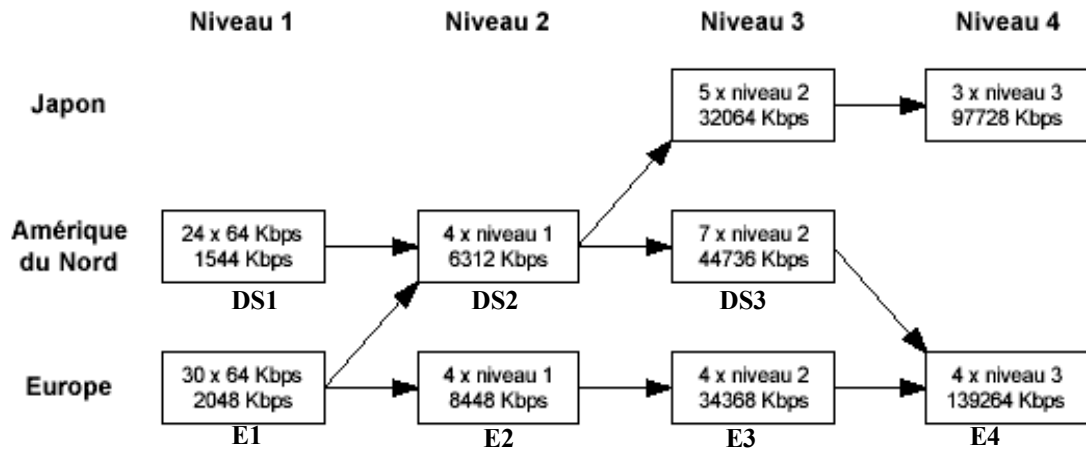 Niveau 1
Niveau 2
Niveau 3
Niveau 4
Japon
5 x niveau 2
32064 Kbps
3 x niveau 3
97728 Kbps
Amérique
du Nord
24 x 64 Kbps
1544 Kbps
DS1
4 x niveau 1
6312 Kbps
DS2
7 x niveau 2
44736 Kbps
DS3
Europe
30 x 64 Kbps
2048 Kbps
E1
4 x niveau 1
8448 Kbps
E2
4 x niveau 2
34368 Kbps
E3
4 x niveau 3
139264 Kbps
E4